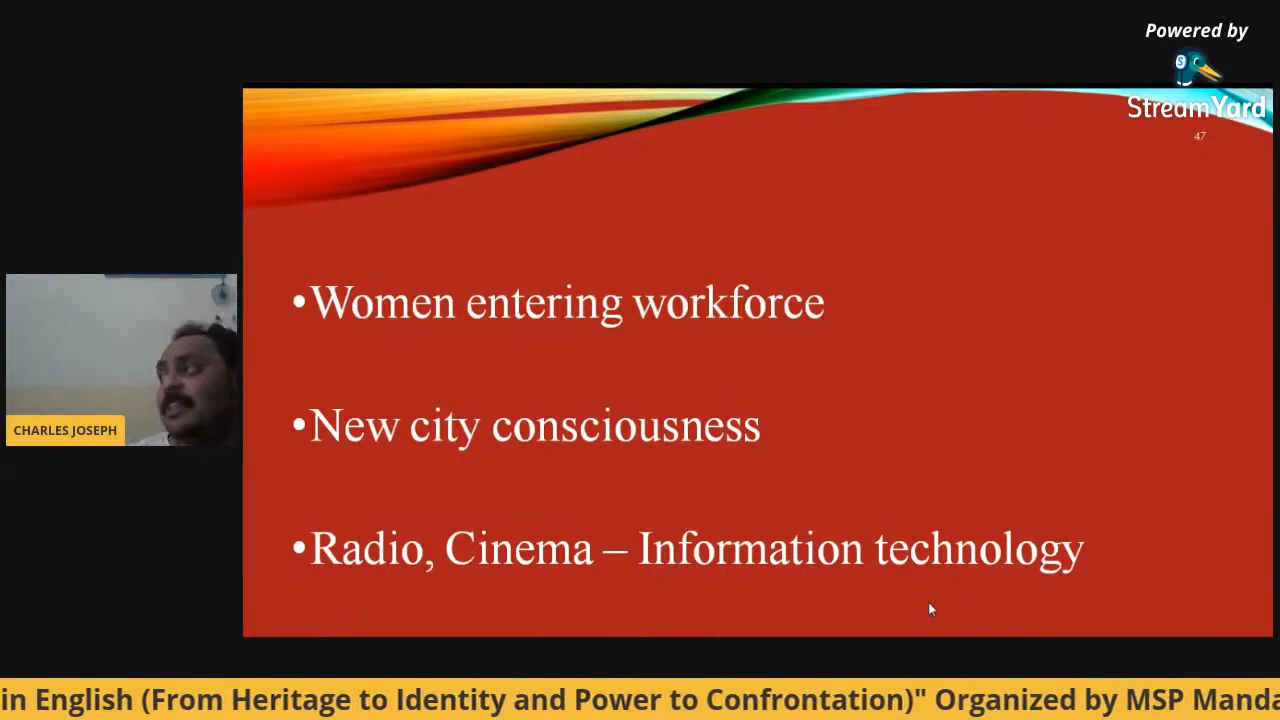 Powered by
StreamYard
47
•Women entering workforce
•New city consciousness
•Radio, Cinema – Information technology
CHARLES JOSEPH
in English (From Heritage to Identity and Power to Confrontation)" Organized by MSP Manda